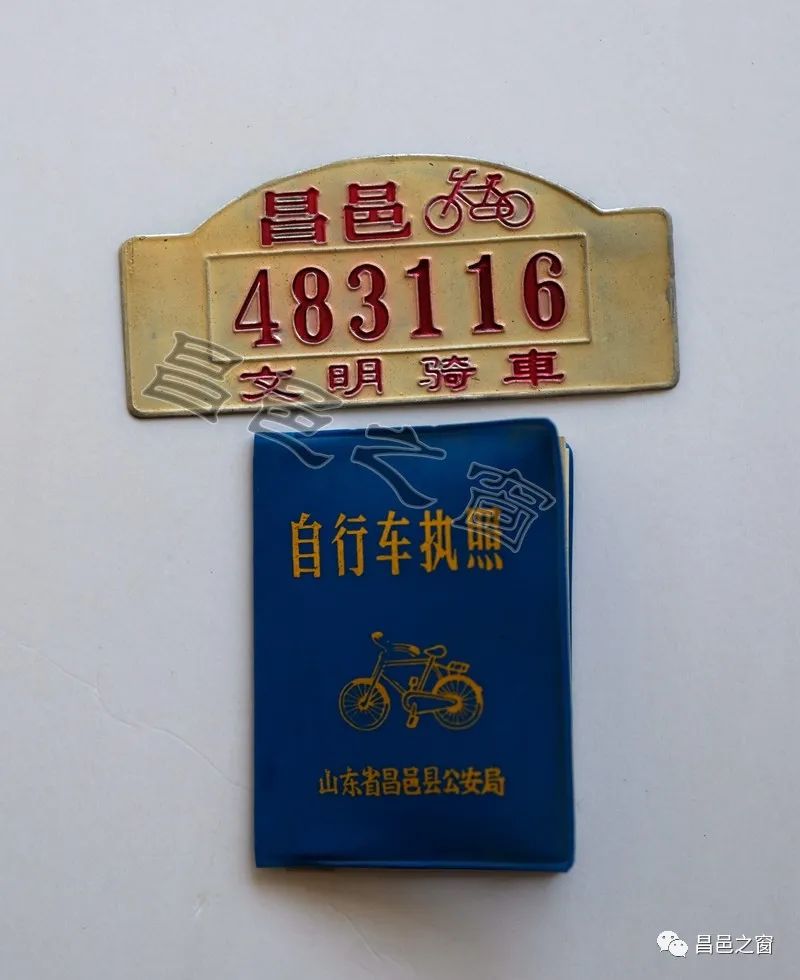 昌邑
483116
文明骑車
昌邑之窗
自行车执照
山东省昌邑县公安局
昌邑之窗